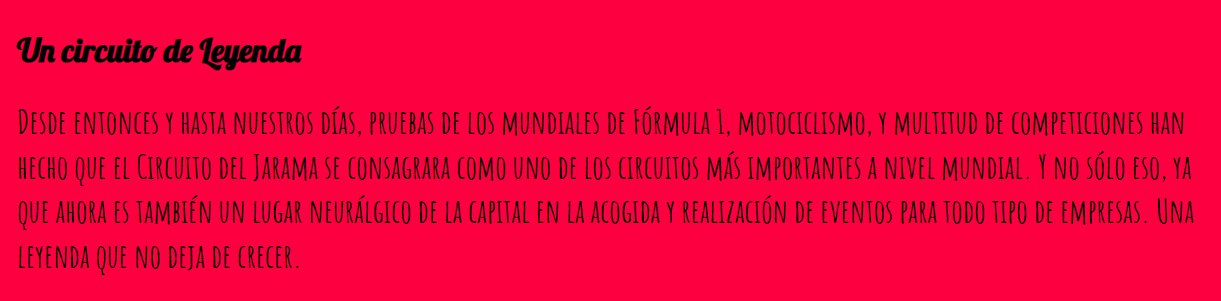 Un circuito de Leyenda
Desde entonces y hasta nuestros días, pruebas de los mundiales de Fórmula 1, motociclismo, y multitud de competiciones han
hecho que el Circuito del Jarama se consagrara como uno de los circuitos más importantes a nivel mundial. Y no sólo eso, ya
que ahora es también un lugar neurálgico de la capital en la acogida y realización de eventos para todo tipo de empresas. Una
leyenda que no deja de crecer.